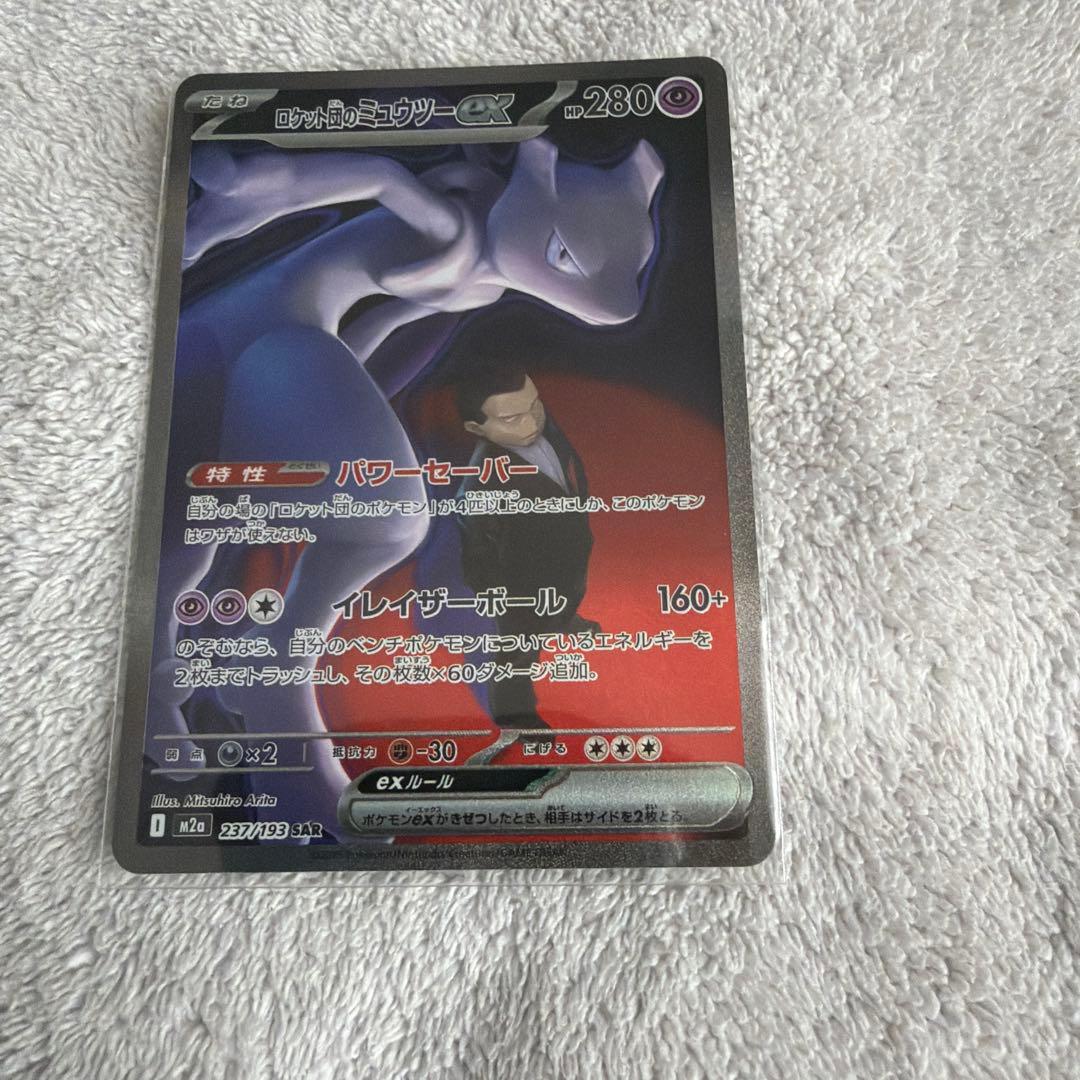 たね ロケット団のミュウツーex HP280
特性 とくせい パワーセーバー
自分の場の「ロケット団のポケモン」が4匹以上のときにしか、このポケモン
はワザが使えない。
イレイザーボール 160+
のぞむなら、自分のベンチポケモンについているエネルギーを
2枚までトラッシュし、その枚数×60ダメージ追加。
弱点 ×2 抵抗力 -30 にげる
exルール
ポケモンexがきぜつしたとき、相手はサイドを2枚とる。
Illus. Mitsuhiro Arita
I m2a 237/193 SAR